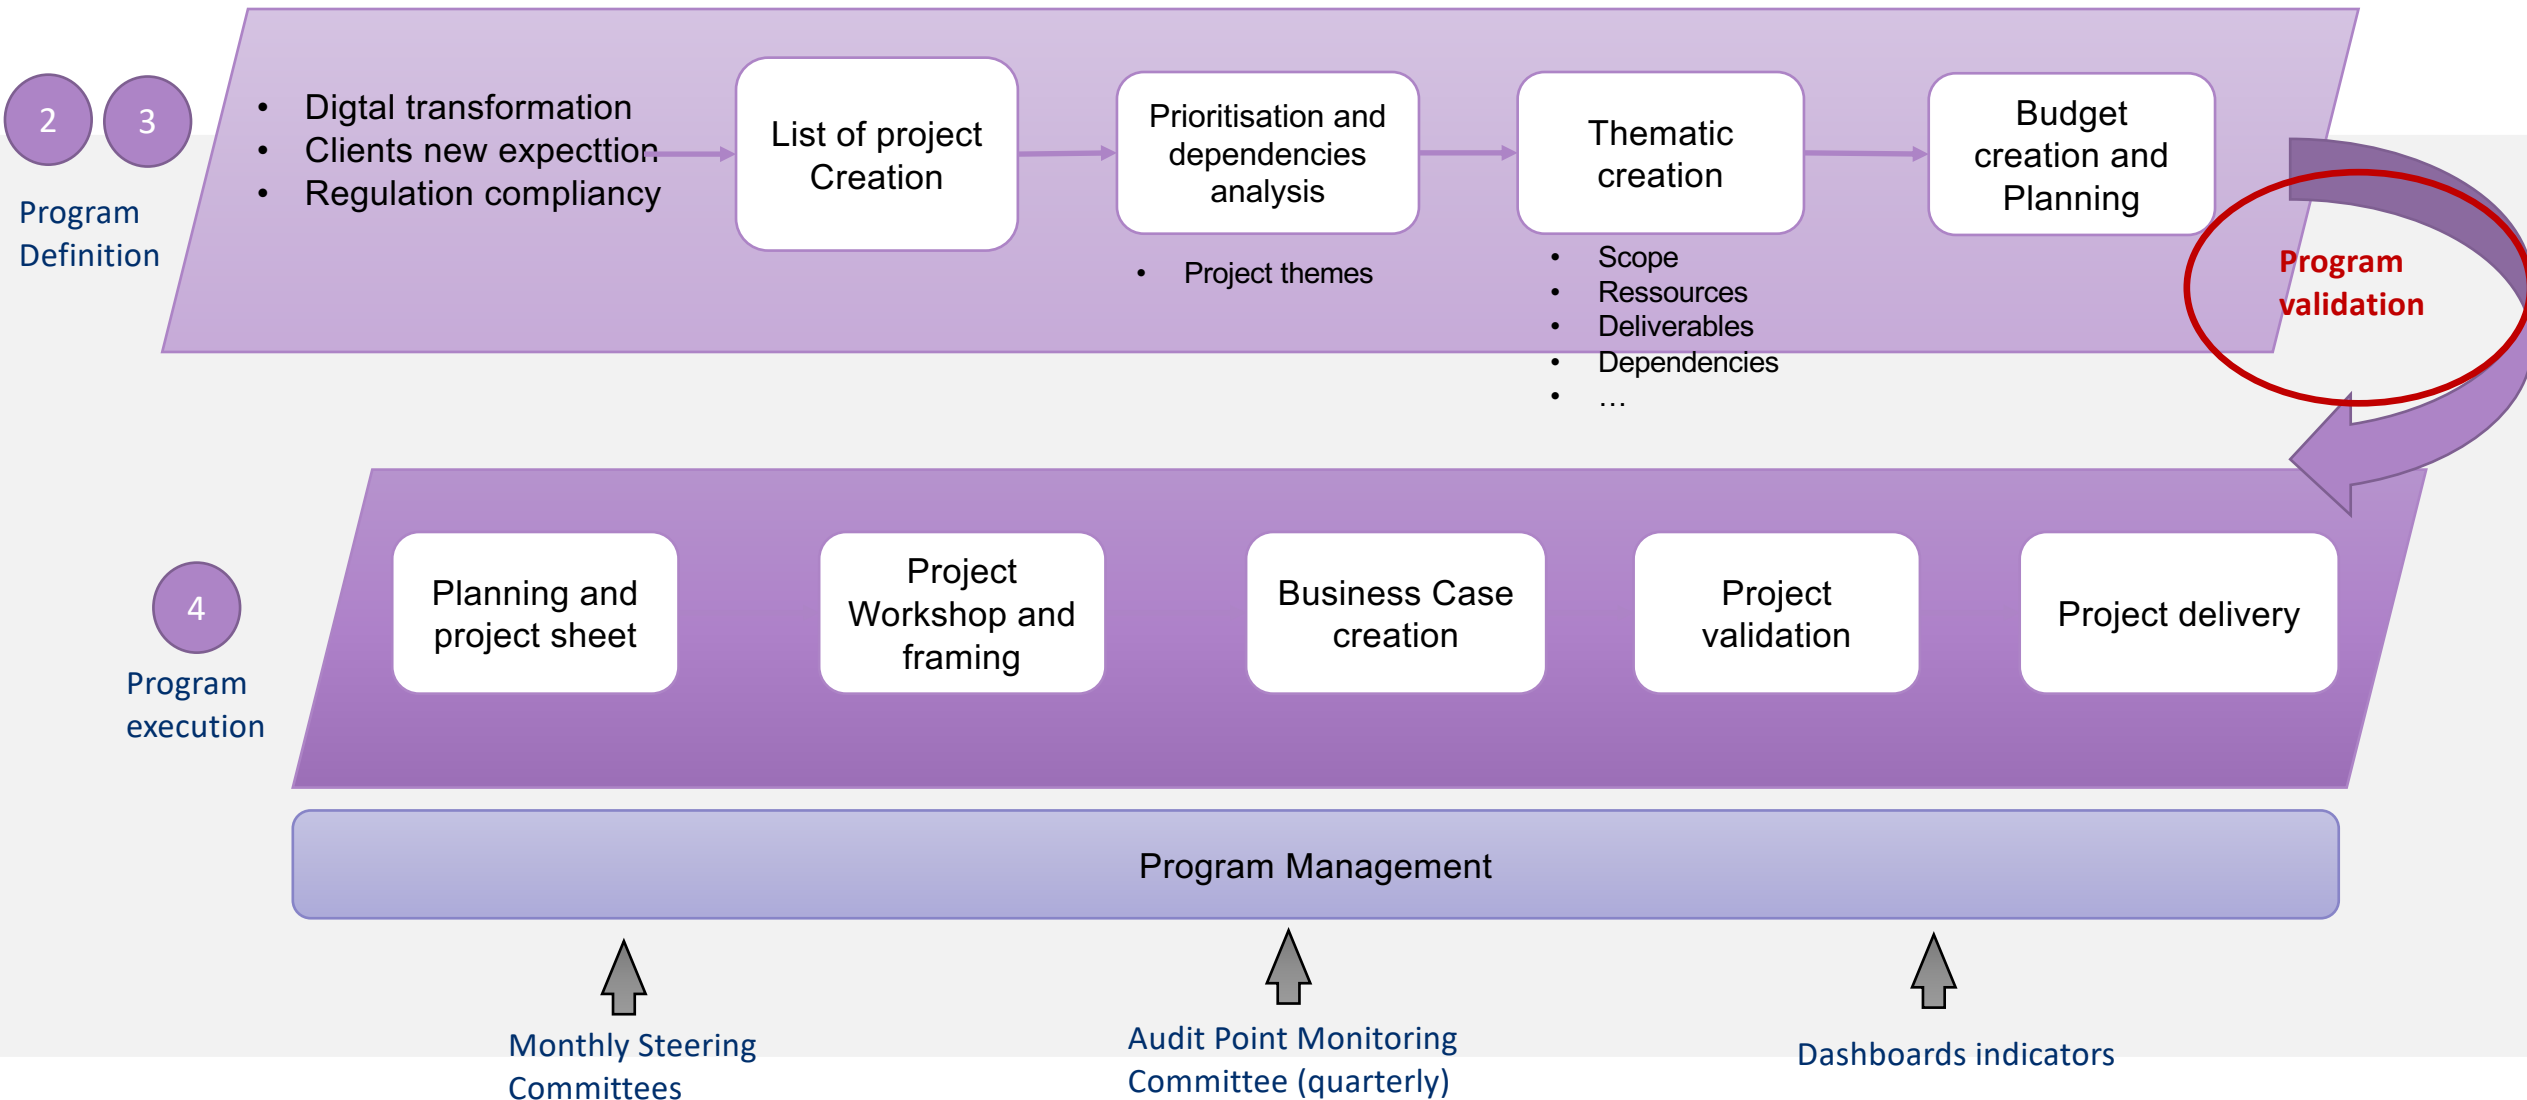 2
3
Program
Definition
• Digtal transformation
• Clients new expecttion
• Regulation compliancy
List of project
Creation
Prioritisation and
dependencies
analysis
• Project themes
Thematic
creation
• Scope
• Ressources
• Deliverables
• Dependencies
• …
Budget
creation and
Planning
Program
validation
4
Program
execution
Planning and
project sheet
Project
Workshop and
framing
Business Case
creation
Project
validation
Project delivery
Program Management
Monthly Steering
Committees
Audit Point Monitoring
Committee (quarterly)
Dashboards indicators